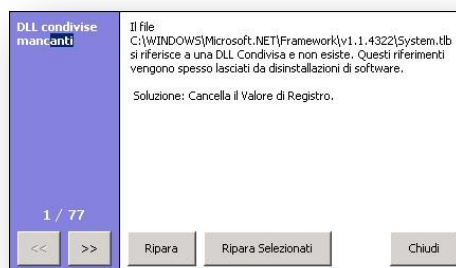 DLL condivise
mancanti
Il file
C:\WINDOWS\Microsoft.NET\Framework\v1.1.4322\System.tlb
si riferisce a una DLL Condivisa e non esiste. Questi riferimenti
vengono spesso lasciati da disinstallazioni di software.
Soluzione: Cancella il Valore di Registro.
1 / 77
<< >> Ripara Ripara Selezionati Chiudi